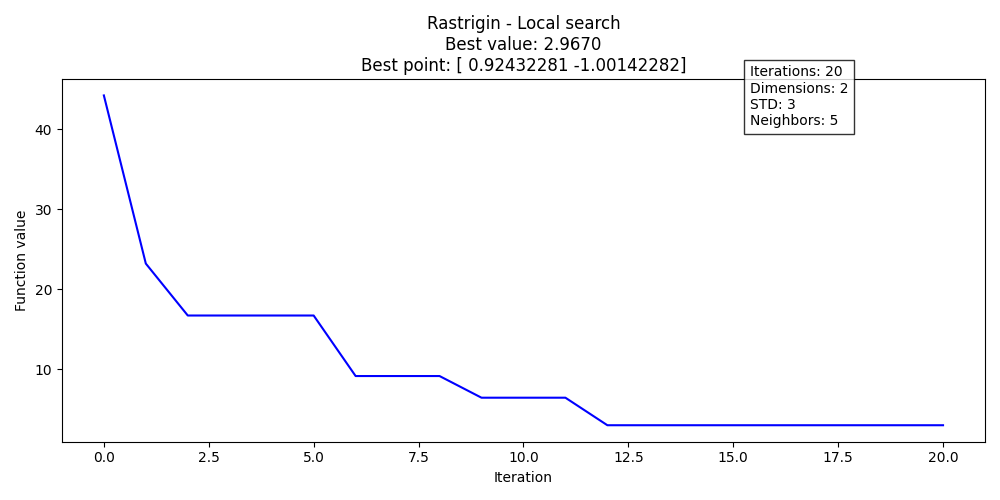 Rastrigin - Local search
Best value: 2.9670
Best point: [ 0.92432281 -1.00142282]
Iterations: 20
Dimensions: 2
STD: 3
Neighbors: 5
Function value
40
30
20
10
0.0 2.5 5.0 7.5 10.0 12.5 15.0 17.5 20.0
Iteration